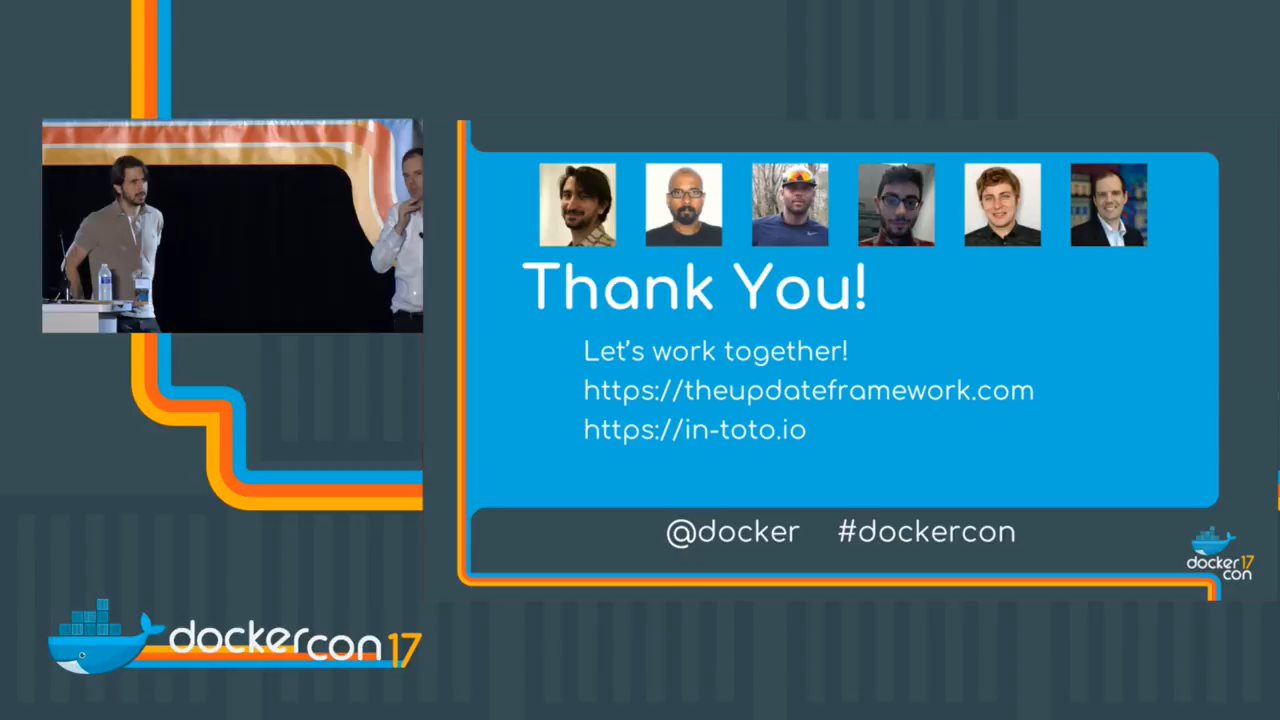 Thank You!
Let's work together!
https://theupdateframework.com
https://in-toto.io
@docker #dockercon
docker 17
con
dockercon 17